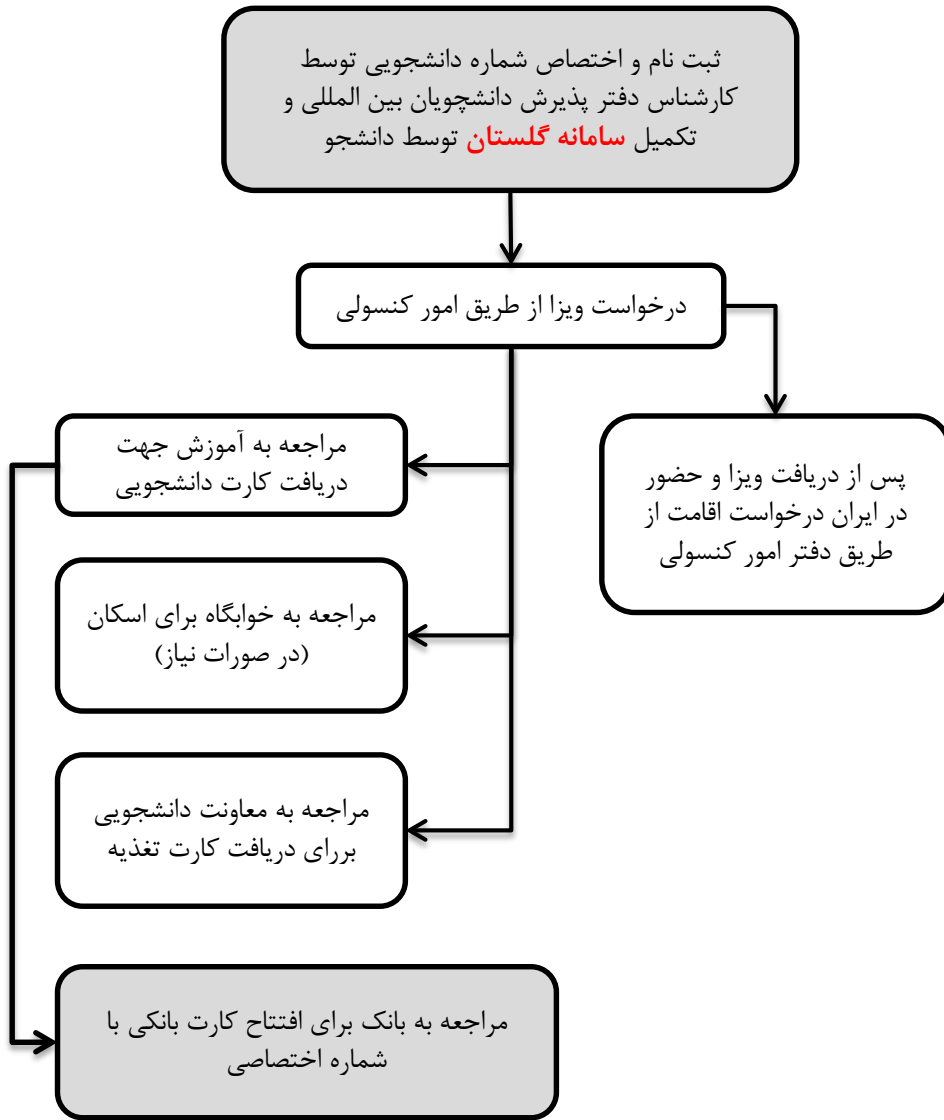 ثبت نام و اختصاص شماره دانشجویی توسط
کارشناس دفتر پذیرش دانشچویان بین المللی و
تکمیل سامانه گلستان توسط دانشجو
درخواست ویزا از طریق امور کنسولی
پس از دریافت ویزا و حضور
در ایران درخواست اقامت از
طریق دفتر امور کنسولی
مراجعه به آموزش جهت
دریافت کارت دانشجویی
مراجعه به خوابگاه برای اسکان
(در صورات نیاز)
مراجعه به معاونت دانشجویی
بررای دریافت کارت تغذیه
مراجعه به بانک برای افتتاح کارت بانکی با
شماره اختصاصی